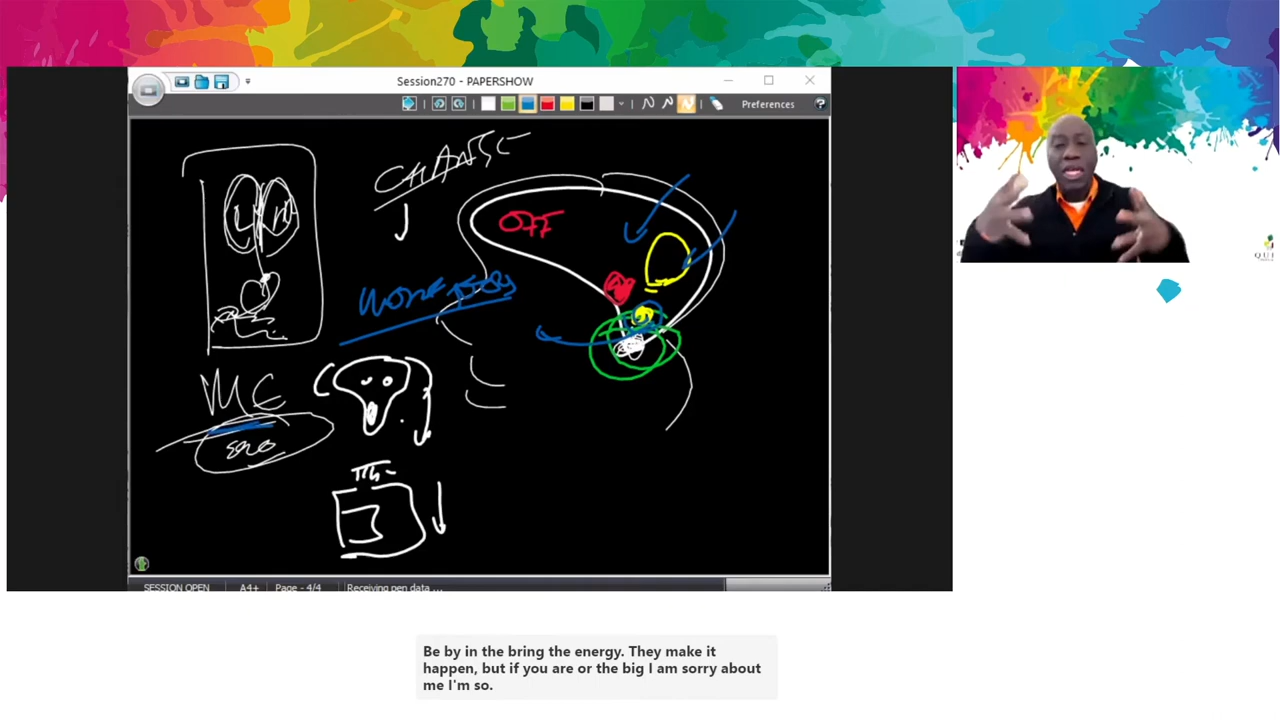 Session270 - PAPERSHOW
Preferences
CHANGE
OFF
ME
SESSION OPEN A4+ Page - 4/4 Receiving pen data ...
Be by in the bring the energy. They make it
happen, but if you are or the big I am sorry about
me I'm so.